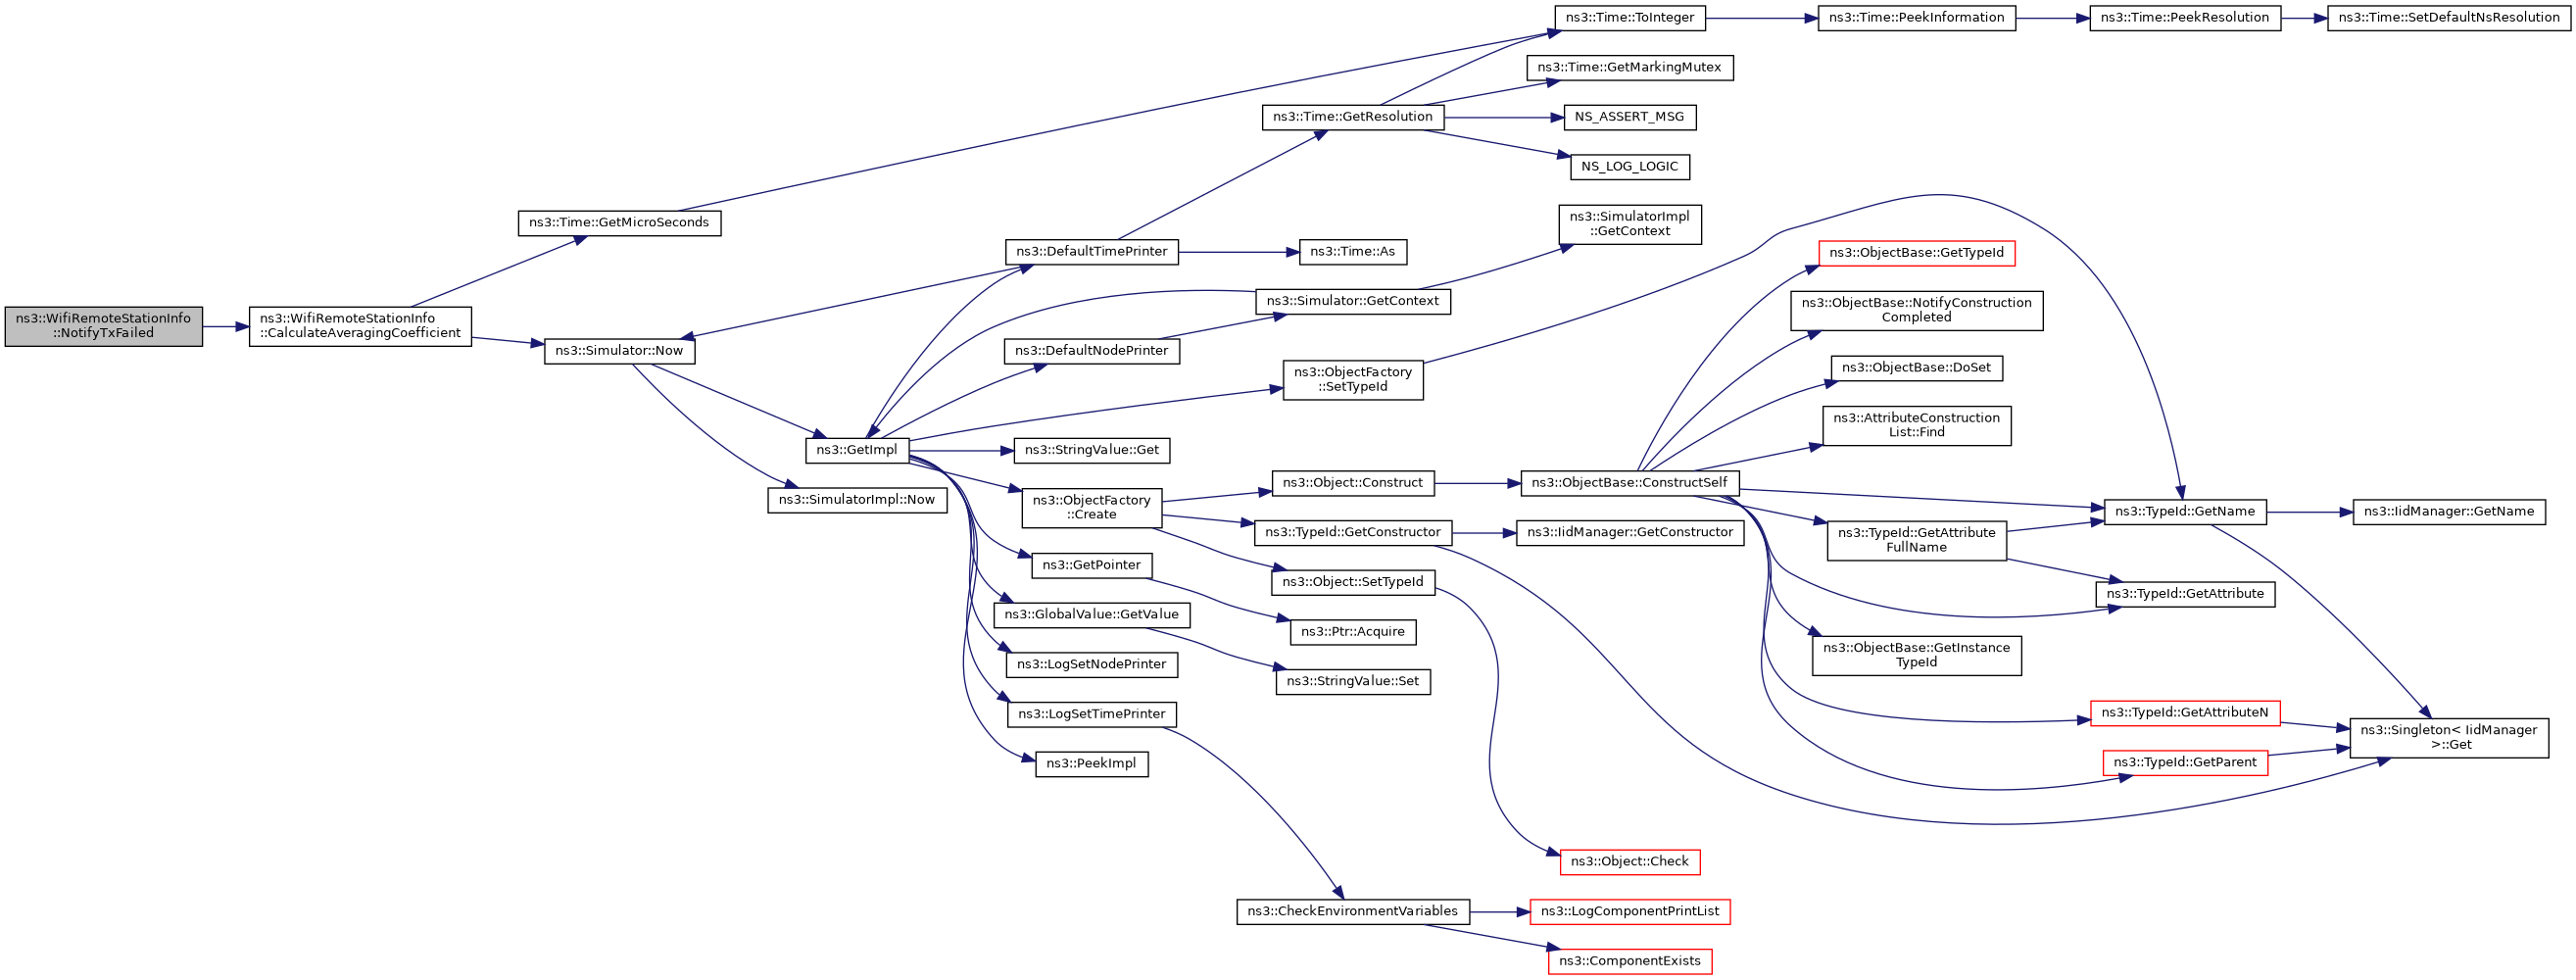 ns3::WifiRemoteStationInfo
::NotifyTxFailed
ns3::WifiRemoteStationInfo
::CalculateAveragingCoefficient
ns3::Time::GetMicroSeconds
ns3::Simulator::Now
ns3::GetImpl
ns3::SimulatorImpl::Now
ns3::DefaultTimePrinter
ns3::DefaultNodePrinter
ns3::StringValue::Get
ns3::ObjectFactory
::Create
ns3::GetPointer
ns3::GlobalValue::GetValue
ns3::LogSetNodePrinter
ns3::LogSetTimePrinter
ns3::PeekImpl
ns3::Time::GetResolution
ns3::Time::As
ns3::Simulator::GetContext
ns3::ObjectFactory
::SetTypeId
ns3::Object::Construct
ns3::TypeId::GetConstructor
ns3::Object::SetTypeId
ns3::Ptr::Acquire
ns3::StringValue::Set
ns3::CheckEnvironmentVariables
ns3::Time::ToInteger
ns3::Time::GetMarkingMutex
NS_ASSERT_MSG
NS_LOG_LOGIC
ns3::SimulatorImpl
::GetContext
ns3::ObjectBase::ConstructSelf
ns3::IidManager::GetConstructor
ns3::Object::Check
ns3::LogComponentPrintList
ns3::ComponentExists
ns3::Time::PeekInformation
ns3::ObjectBase::GetTypeId
ns3::ObjectBase::NotifyConstruction
Completed
ns3::ObjectBase::DoSet
ns3::AttributeConstruction
List::Find
ns3::TypeId::GetAttribute
FullName
ns3::ObjectBase::GetInstance
TypeId
ns3::Time::PeekResolution
ns3::TypeId::GetName
ns3::TypeId::GetAttribute
ns3::TypeId::GetAttributeN
ns3::TypeId::GetParent
ns3::Time::SetDefaultNsResolution
ns3::IidManager::GetName
ns3::Singleton< IidManager
>::Get